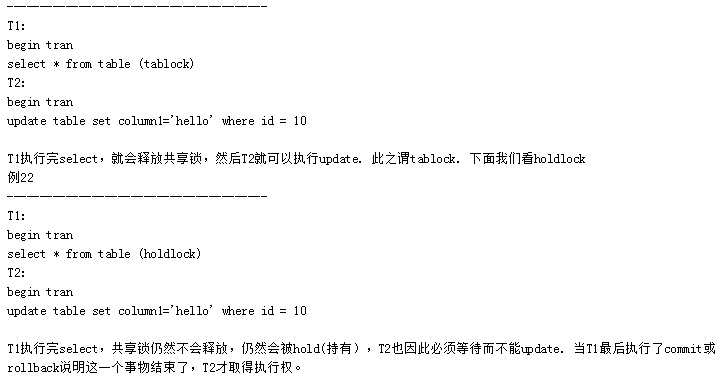 -----------------------------------------
T1:
begin tran
select * from table (tablock)
T2:
begin tran
update table set column1='hello' where id = 10
T1执行完select，就会释放共享锁，然后T2就可以执行update. 此之谓tablock. 下面我们看holdlock
例22
-----------------------------------------
T1:
begin tran
select * from table (holdlock)
T2:
begin tran
update table set column1='hello' where id = 10
T1执行完select，共享锁仍然不会释放，仍然会被hold(持有），T2也因此必须等待而不能update. 当T1最后执行了commit或
rollback说明这一个事物结束了，T2才取得执行权。